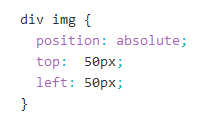 div img {
  position: absolute;
  top:  50px;
  left: 50px;
}